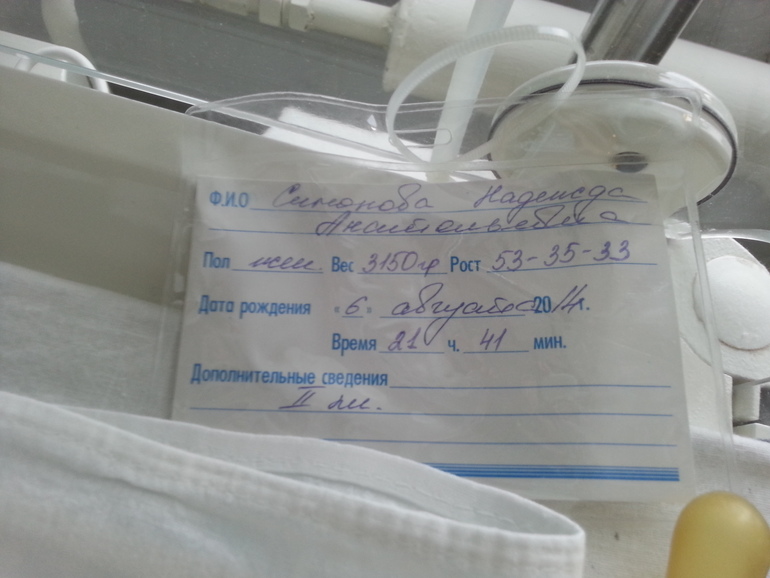 Ф.И.О Симонова Надежда
Анатольевна
Пол жен. Вес 3150гр Рост 53-35-33
Дата рождения «6» августа 2014г.
Время 21 ч. 41 мин.
Дополнительные сведения
II